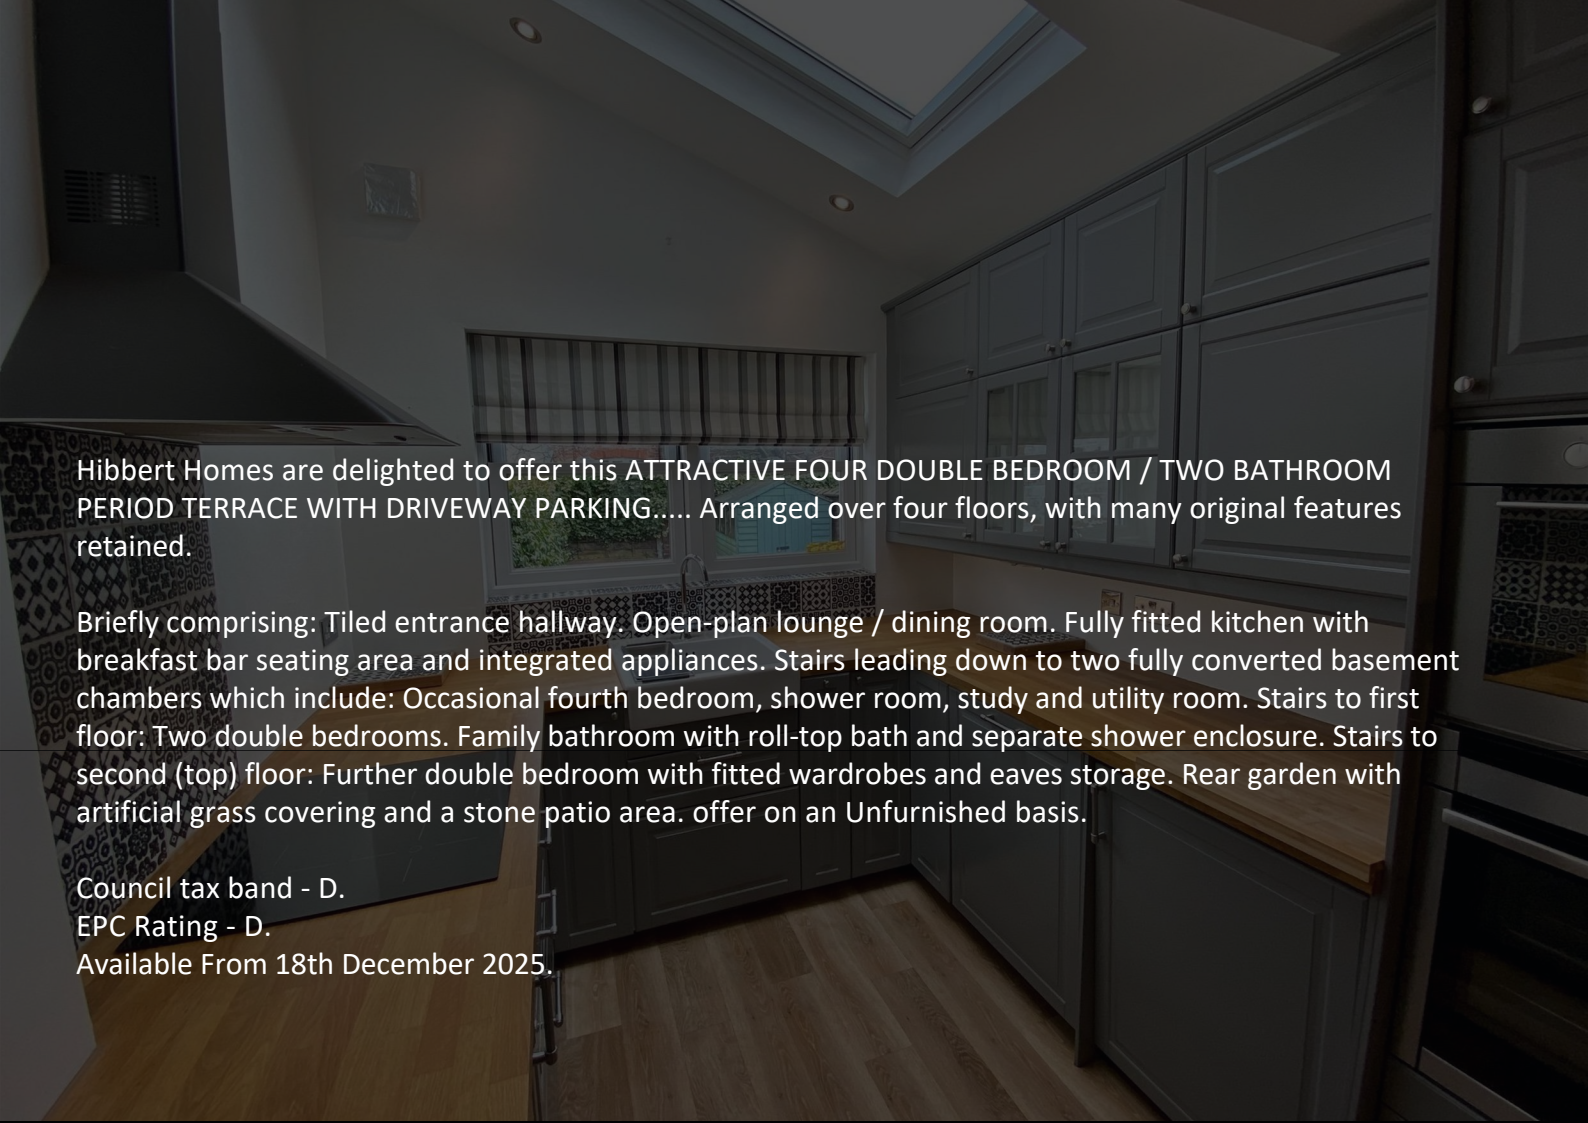 Hibbert Homes are delighted to offer this ATTRACTIVE FOUR DOUBLE BEDROOM / TWO BATHROOM
PERIOD TERRACE WITH DRIVEWAY PARKING..... Arranged over four floors, with many original features
retained.
Briefly comprising: Tiled entrance hallway. Open-plan lounge / dining room. Fully fitted kitchen with
breakfast bar seating area and integrated appliances. Stairs leading down to two fully converted basement
chambers which include: Occasional fourth bedroom, shower room, study and utility room. Stairs to first
floor: Two double bedrooms. Family bathroom with roll-top bath and separate shower enclosure. Stairs to
second (top) floor: Further double bedroom with fitted wardrobes and eaves storage. Rear garden with
artificial grass covering and a stone patio area. offer on an Unfurnished basis.
Council tax band - D.
EPC Rating - D.
Available From 18th December 2025.